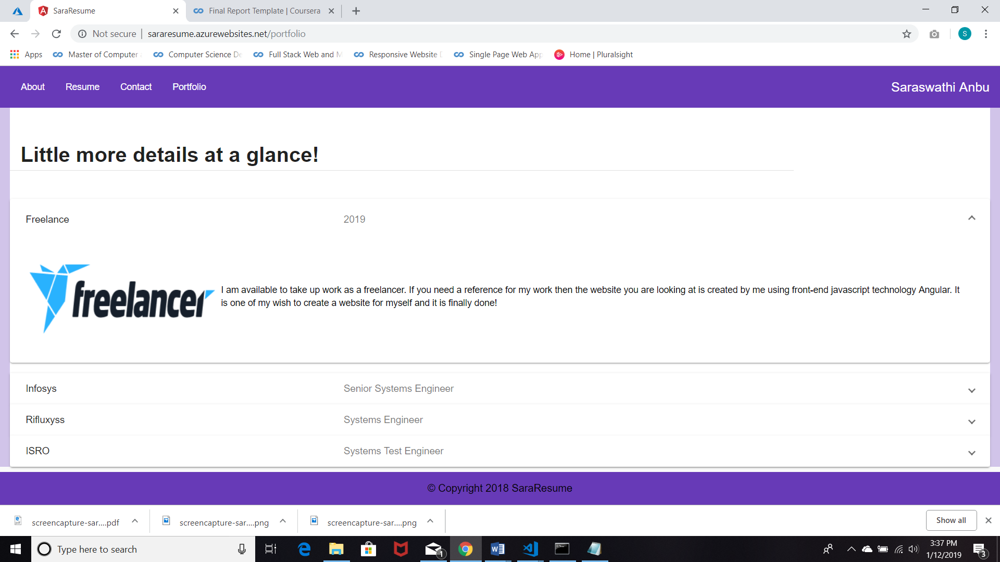 SaraResume
Final Report Template | Coursera
Not secure | sararesume.azurewebsites.net/portfolio
S
Apps
Master of Computer
Computer Science De
Full Stack Web and M
Responsive Website D
Single Page Web App
Home | Pluralsight
About Resume Contact Portfolio
Saraswathi Anbu
Little more details at a glance!
Freelance 2019
freelancer
I am available to take up work as a freelancer. If you need a reference for my work then the website you are looking at is created by me using front-end javascript technology Angular. It
is one of my wish to create a website for myself and it is finally done!
Infosys Senior Systems Engineer
Rifluxyss Systems Engineer
ISRO Systems Test Engineer
© Copyright 2018 SaraResume
screencapture-sar....pdf
screencapture-sar....png
screencapture-sar....png
Show all
Type here to search
1
3:37 PM
1/12/2019
3